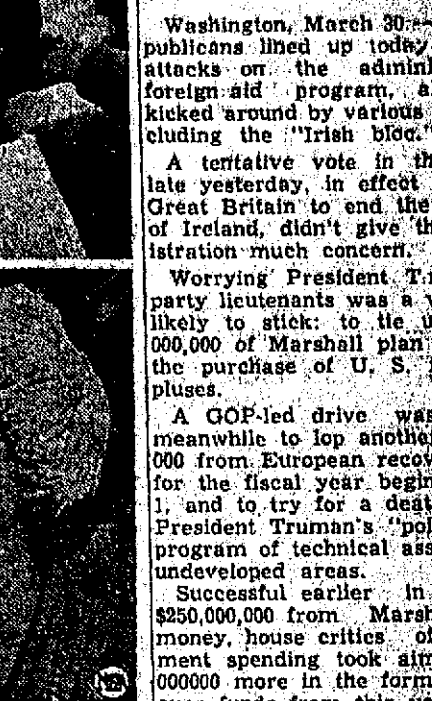 Washington, March 30.—
publicans lined up today
attacks on the admini
foreign aid program, a
kicked around by various
cluding the "Irish bloc."
A tentative vote in th
late yesterday, in effect
Great Britain to end the
of Ireland, didn't give th
istration much concern.
Worrying President Tr
party lieutenants was a v
likely to stick: to tie u
000,000 of Marshall plan
the purchase of U. S.
pluses.
A GOP-led drive was
meanwhile to lop another
000 from European recov
for the fiscal year begin
1, and to try for a deat
President Truman's "poi
program of technical ass
undeveloped areas.
Successful earlier in
$250,000,000 from Marsh
money, house critics of
ment spending took aim
000000 more in the form